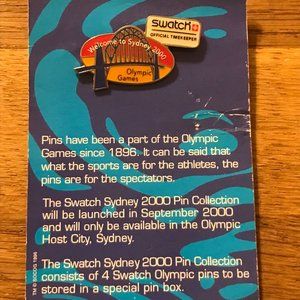 swatch
OFFICIAL TIMEKEEPER
Welcome to Sydney 2000
Olympic
Games
Pins have been a part of the Olympic
Games since 1896. It can be said that
what the sports are for the athletes, the
pins are for the spectators.
The Swatch Sydney 2000 Pin Collection
will be launched in September 2000
and will only be available in the Olympic
Host City, Sydney.
The Swatch Sydney 2000 Pin Collection
consists of 4 Swatch Olympic pins to be
stored in a special pin box.
TM © SOCOG 1996